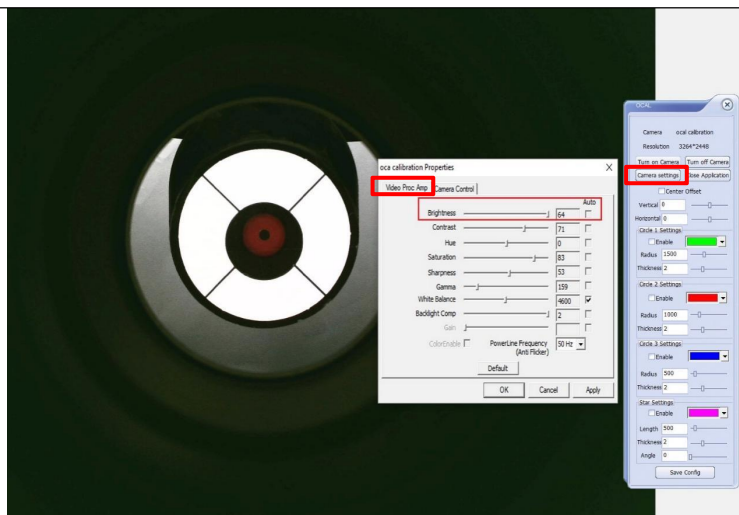 oca calibration Properties
X
Video Proc Amp
Camera Control
Auto
Brightness
64
Contrast
71
Hue
0
Saturation
83
Sharpness
53
Gamma
159
White Balance
4600
Backlight Comp
2
Gain
ColorEnable
PowerLine Frequency
(Anti Flicker)
50 Hz
Default
OK
Cancel
Apply
OCAL
Camera
ocal calibration
Resolution
3264*2448
Turn on Camera
Turn off Camera
Camera settings
lose Application
Center Offset
Vertical
0
Horizontal
0
Circle 1 Settings
Enable
Radius
1500
Thickness
2
Circle 2 Settings
Enable
Radius
1000
Thickness
2
Circle 3 Settings
Enable
Radius
500
Thickness
2
Star Settings
Enable
Length
500
Thickness
2
Angle
0
Save Config